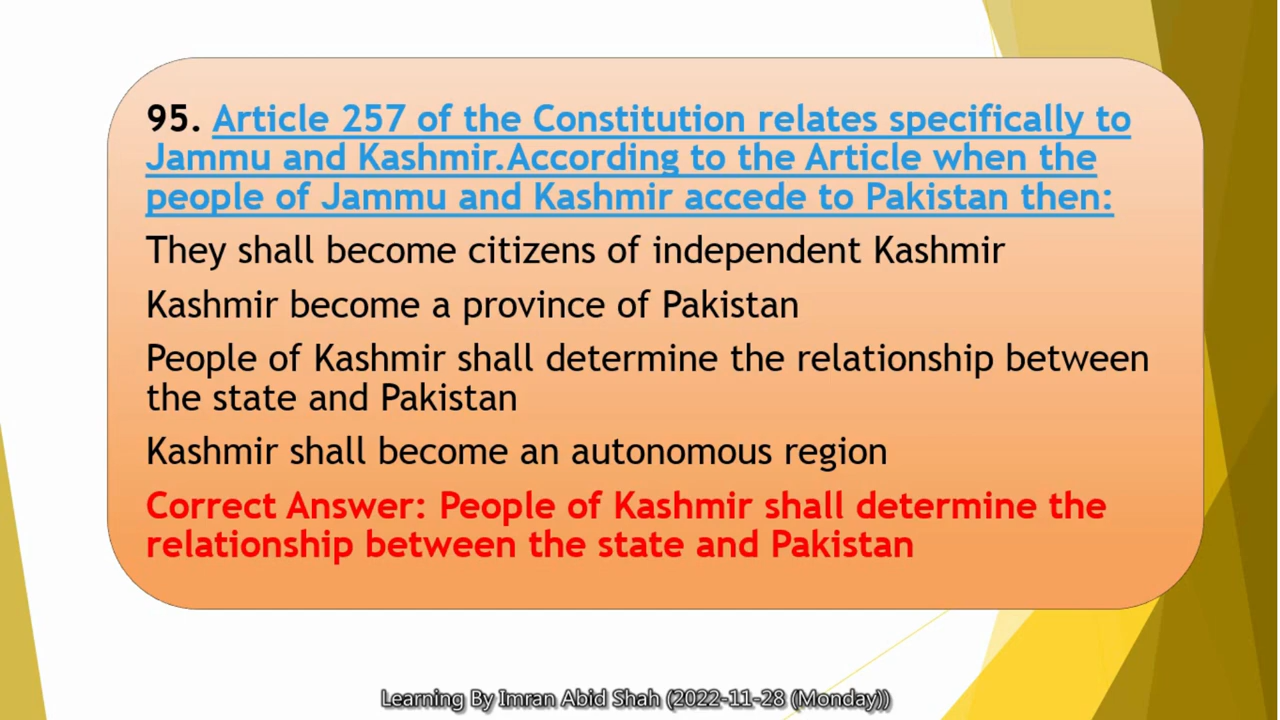 95. Article 257 of the Constitution relates specifically to
Jammu and Kashmir.According to the Article when the
people of Jammu and Kashmir accede to Pakistan then:
They shall become citizens of independent Kashmir
Kashmir become a province of Pakistan
People of Kashmir shall determine the relationship between
the state and Pakistan
Kashmir shall become an autonomous region
Correct Answer: People of Kashmir shall determine the
relationship between the state and Pakistan
Learning By Imran Abid Shah (2022-11-28 (Monday))